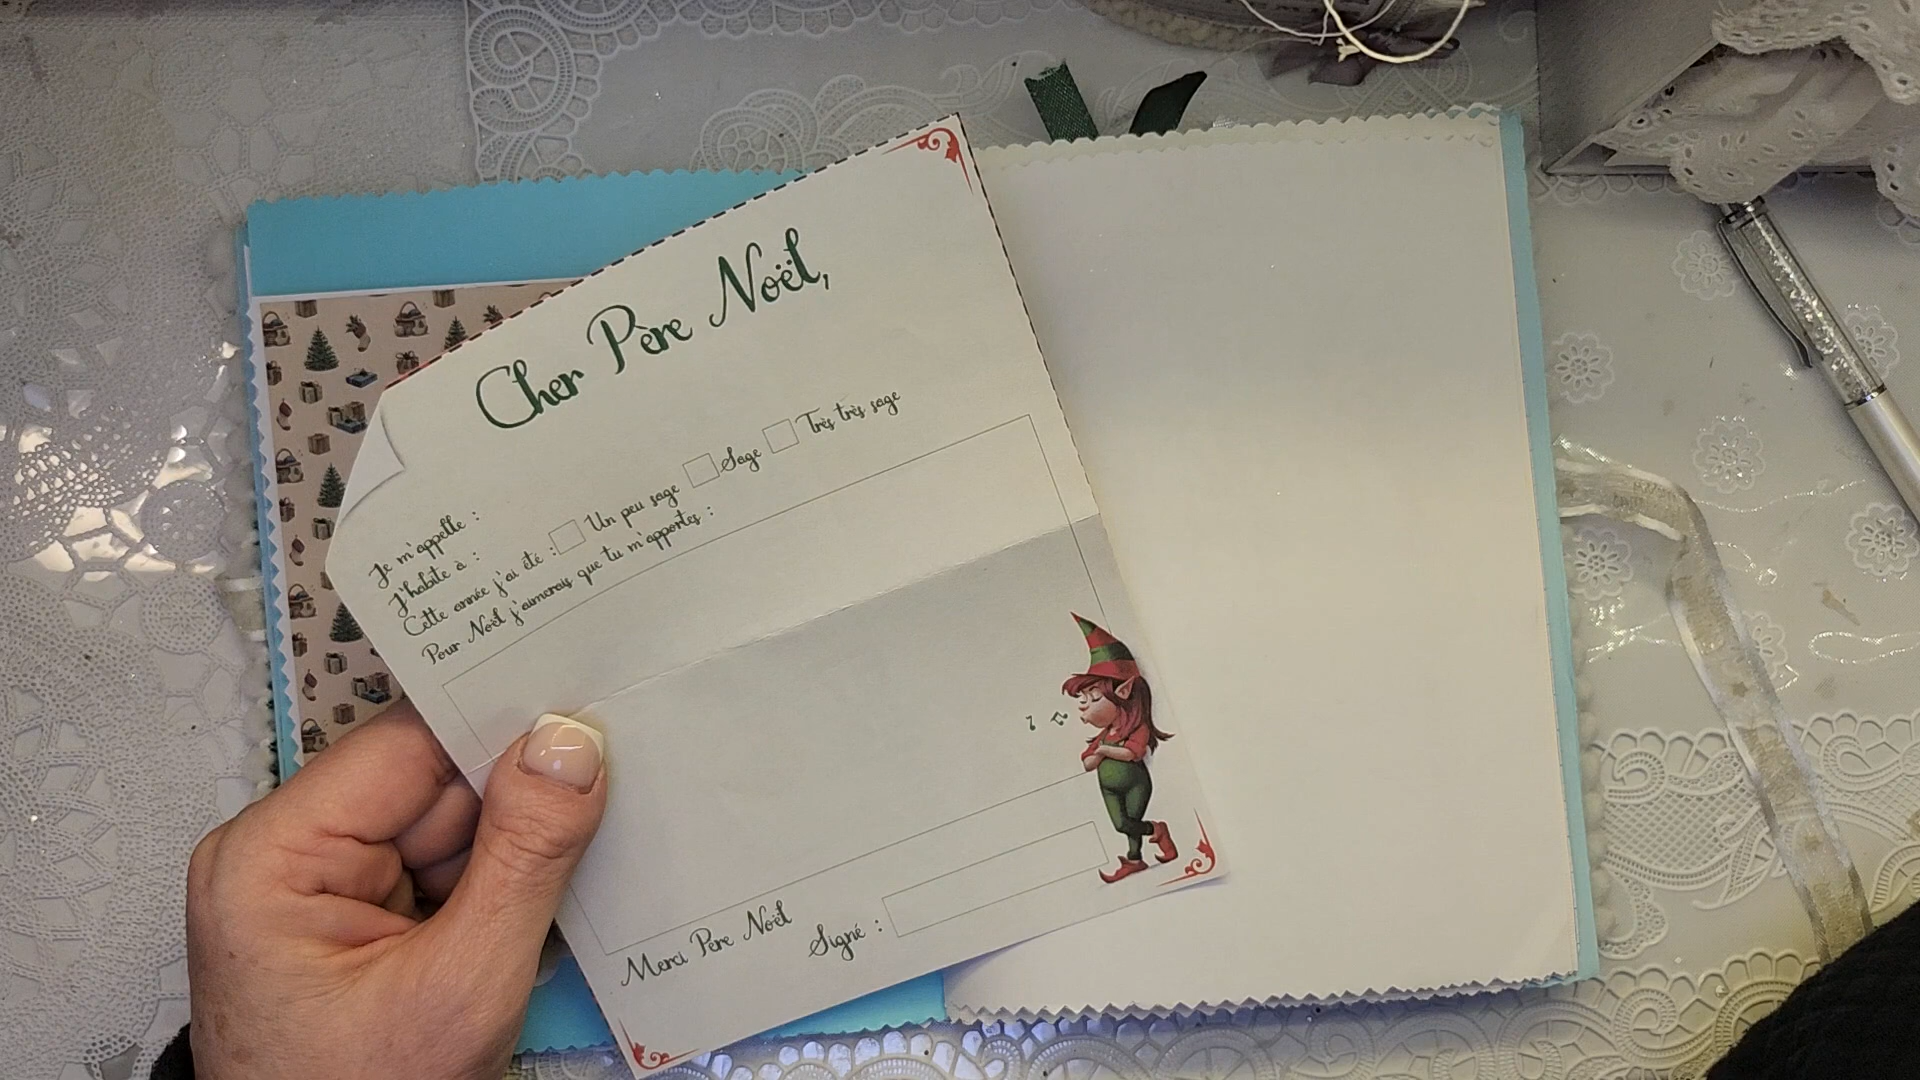 Cher Père Noël,
Je m'appelle :
J'habite à :
Cette année j'ai été : Un peu sage Sage Très très sage
Pour Noël j'aimerais que tu m'apportes :
Merci Père Noël
Signé :